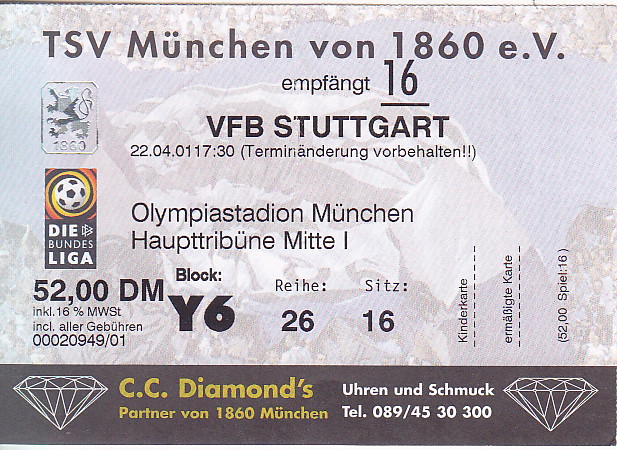 TSV München von 1860 e.V.
empfängt 16
VFB STUTTGART
1860
22.04.0117:30 (Terminänderung vorbehalten!!)
DIE
BUNDES
LIGA
Olympiastadion München
Haupttribüne Mitte I
52,00 DM
inkl.16 % MWSt
incl. aller Gebühren
00020949/01
Block:
Y6
Reihe:
26
Sitz:
16
Kinderkarte
ermäßigte Karte
(52,00 Spiel:16 )
C.C. Diamond's
Partner von 1860 München
Uhren und Schmuck
Tel. 089/45 30 300